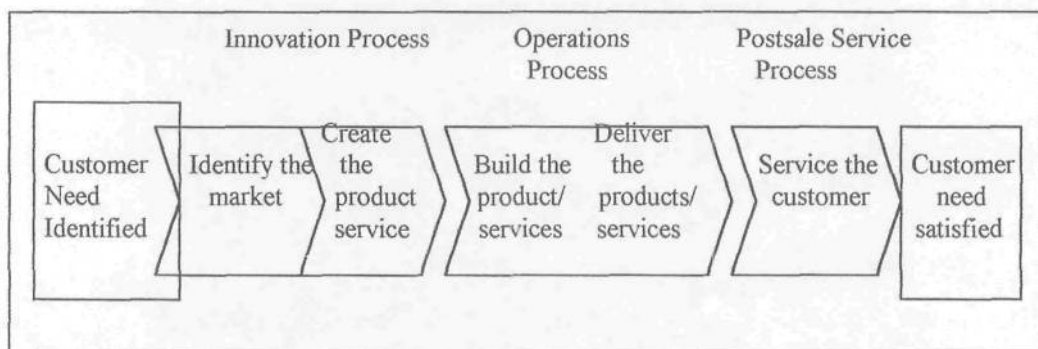 Innovation Process
Operations
Process
Postsale Service
Process
Customer
Need
Identified
Identify the
market
Create
the
product
service
Build the
product/
services
Deliver
the
products/
services
Service the
customer
Customer
need
satisfied